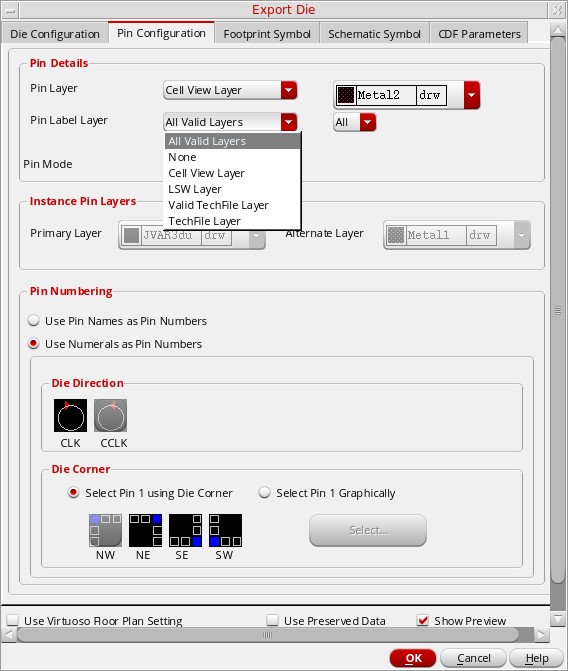 Export Die
Die Configuration Pin Configuration Footprint Symbol Schematic Symbol CDF Parameters
Pin Details
Pin Layer Cell View Layer Metal2 drw
Pin Label Layer All Valid Layers All
All Valid Layers
None
Pin Mode
Cell View Layer
LSW Layer
Valid TechFile Layer
TechFile Layer
Instance Pin Layers
Primary Layer JVAR3du drw Alternate Layer Metal1 drw
Pin Numbering
Use Pin Names as Pin Numbers
Use Numerals as Pin Numbers
Die Direction
CLK CCLK
Die Corner
Select Pin 1 using Die Corner Select Pin 1 Graphically
Select...
NW NE SE SW
Use Virtuoso Floor Plan Setting Use Preserved Data Show Preview
OK Cancel Help